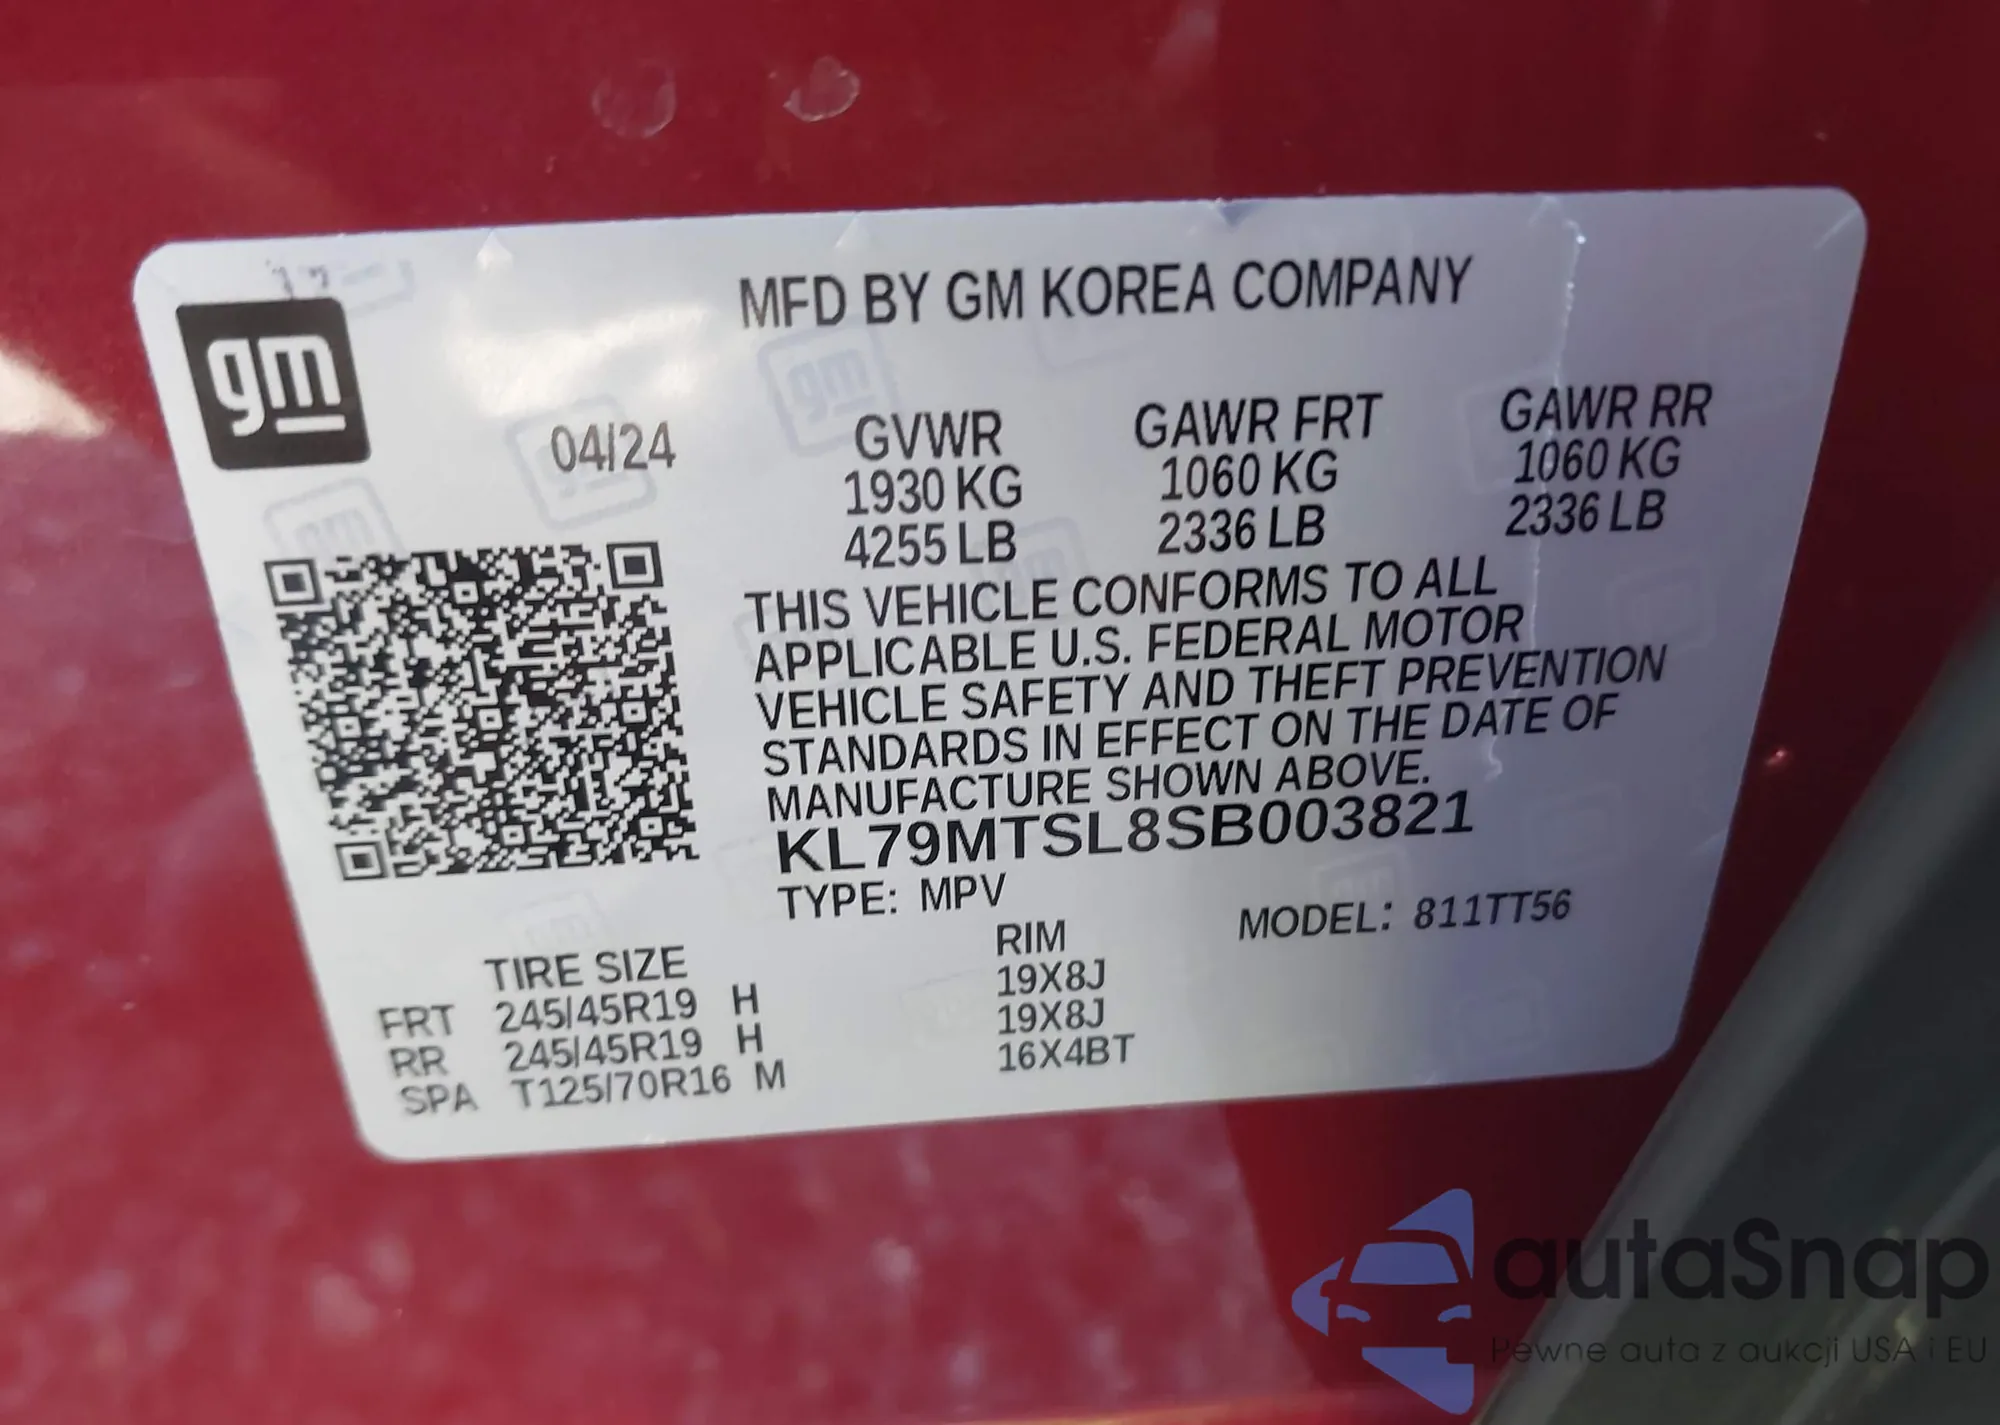 gm
MFD BY GM KOREA COMPANY
04/24
GVWR GAWR FRT GAWR RR
1930 KG 1060 KG 1060 KG
4255 LB 2336 LB 2336 LB
THIS VEHICLE CONFORMS TO ALL
APPLICABLE U.S. FEDERAL MOTOR
VEHICLE SAFETY AND THEFT PREVENTION
STANDARDS IN EFFECT ON THE DATE OF
MANUFACTURE SHOWN ABOVE.
KL79MTSL8SB003821
TYPE: MPV MODEL: 811TT56
TIRE SIZE RIM
FRT 245/45R19 H 19X8J
RR 245/45R19 H 19X8J
SPA T125/70R16 M 16X4BT
autaSnap
Pewne auta z aukcji USA i EU